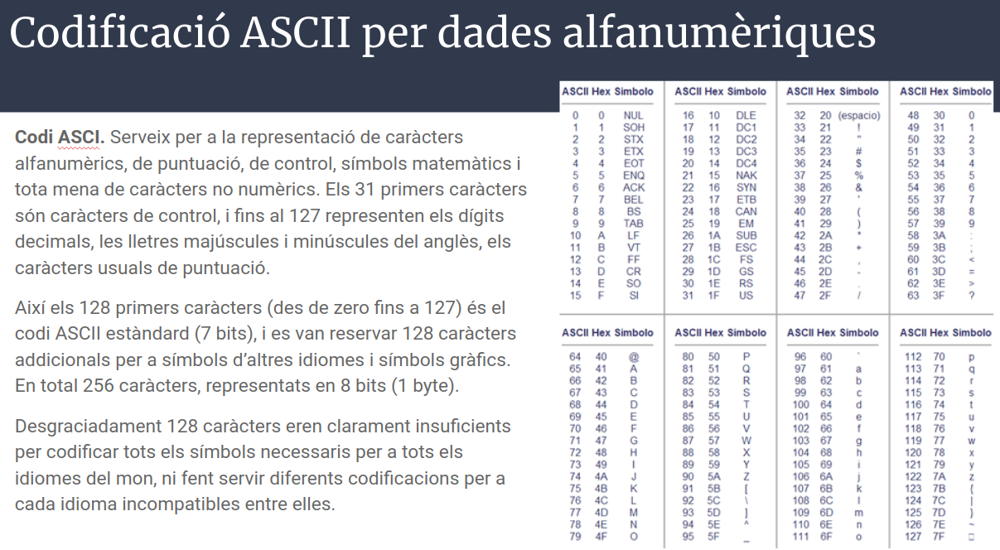 Codificació ASCII per dades alfanumèriques
Codi ASCI. Serveix per a la representació de caràcters
alfanumèrics, de puntuació, de control, símbols matemàtics i
tota mena de caràcters no numèrics. Els 31 primers caràcters
són caràcters de control, i fins al 127 representen els dígits
decimals, les lletres majúscules i minúscules del anglès, els
caràcters usuals de puntuació.
Així els 128 primers caràcters (des de zero fins a 127) és el
codi ASCII estàndard (7 bits), i es van reservar 128 caràcters
addicionals per a símbols d’altres idiomes i símbols gràfics.
En total 256 caràcters, representats en 8 bits (1 byte).
Desgraciadament 128 caràcters eren clarament insuficients
per codificar tots els símbols necessaris per a tots els
idiomes del mon, ni fent servir diferents codificacions per a
cada idioma incompatibles entre elles.
ASCII Hex Simbolo
0 0 NUL
1 1 SOH
2 2 STX
3 3 ETX
4 4 EOT
5 5 ENQ
6 6 ACK
7 7 BEL
8 8 BS
9 9 TAB
10 A LF
11 B VT
12 C FF
13 D CR
14 E SO
15 F SI
ASCII Hex Simbolo
16 10 DLE
17 11 DC1
18 12 DC2
19 13 DC3
20 14 DC4
21 15 NAK
22 16 SYN
23 17 ETB
24 18 CAN
25 19 EM
26 1A SUB
27 1B ESC
28 1C FS
29 1D GS
30 1E RS
31 1F US
ASCII Hex Simbolo
32 20 (espacio)
33 21 !
34 22 "
35 23 #
36 24 $
37 25 %
38 26 &
39 27 '
40 28 (
41 29 )
42 2A *
43 2B +
44 2C ,
45 2D -
46 2E .
47 2F /
ASCII Hex Simbolo
48 30 0
49 31 1
50 32 2
51 33 3
52 34 4
53 35 5
54 36 6
55 37 7
56 38 8
57 39 9
58 3A :
59 3B ;
60 3C <
61 3D =
62 3E >
63 3F ?
ASCII Hex Simbolo
64 40 @
65 41 A
66 42 B
67 43 C
68 44 D
69 45 E
70 46 F
71 47 G
72 48 H
73 49 I
74 4A J
75 4B K
76 4C L
77 4D M
78 4E N
79 4F O
ASCII Hex Simbolo
80 50 P
81 51 Q
82 52 R
83 53 S
84 54 T
85 55 U
86 56 V
87 57 W
88 58 X
89 59 Y
90 5A Z
91 5B [
92 5C \
93 5D ]
94 5E ^
95 5F _
ASCII Hex Simbolo
96 60 `
97 61 a
98 62 b
99 63 c
100 64 d
101 65 e
102 66 f
103 67 g
104 68 h
105 69 i
106 6A j
107 6B k
108 6C l
109 6D m
110 6E n
111 6F o
ASCII Hex Simbolo
112 70 p
113 71 q
114 72 r
115 73 s
116 74 t
117 75 u
118 76 v
119 77 w
120 78 x
121 79 y
122 7A z
123 7B {
124 7C |
125 7D }
126 7E ~
127 7F □